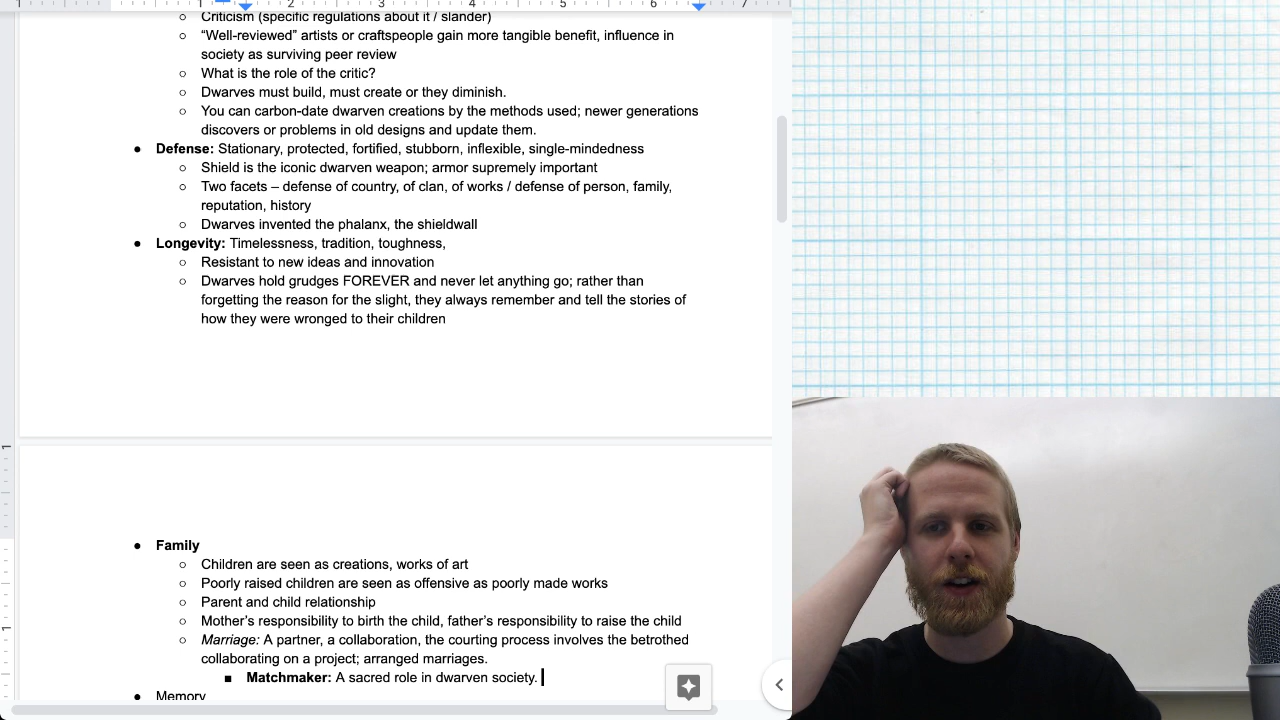 1 1 2 3 4 5 6 7
Criticism (specific regulations about it / slander)
○ “Well-reviewed” artists or craftspeople gain more tangible benefit, influence in
society as surviving peer review
○ What is the role of the critic?
○ Dwarves must build, must create or they diminish.
○ You can carbon-date dwarven creations by the methods used; newer generations
discovers or problems in old designs and update them.
● Defense: Stationary, protected, fortified, stubborn, inflexible, single-mindedness
○ Shield is the iconic dwarven weapon; armor supremely important
○ Two facets – defense of country, of clan, of works / defense of person, family,
reputation, history
○ Dwarves invented the phalanx, the shieldwall
● Longevity: Timelessness, tradition, toughness,
○ Resistant to new ideas and innovation
○ Dwarves hold grudges FOREVER and never let anything go; rather than
forgetting the reason for the slight, they always remember and tell the stories of
how they were wronged to their children
1
● Family
○ Children are seen as creations, works of art
○ Poorly raised children are seen as offensive as poorly made works
○ Parent and child relationship
○ Mother’s responsibility to birth the child, father’s responsibility to raise the child
1
○ Marriage: A partner, a collaboration, the courting process involves the betrothed
collaborating on a project; arranged marriages.
■ Matchmaker: A sacred role in dwarven society.
● Memory